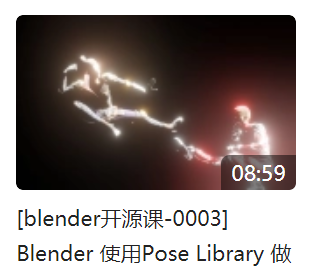 08:59
[blender开源课-0003]
Blender 使用Pose Library 做